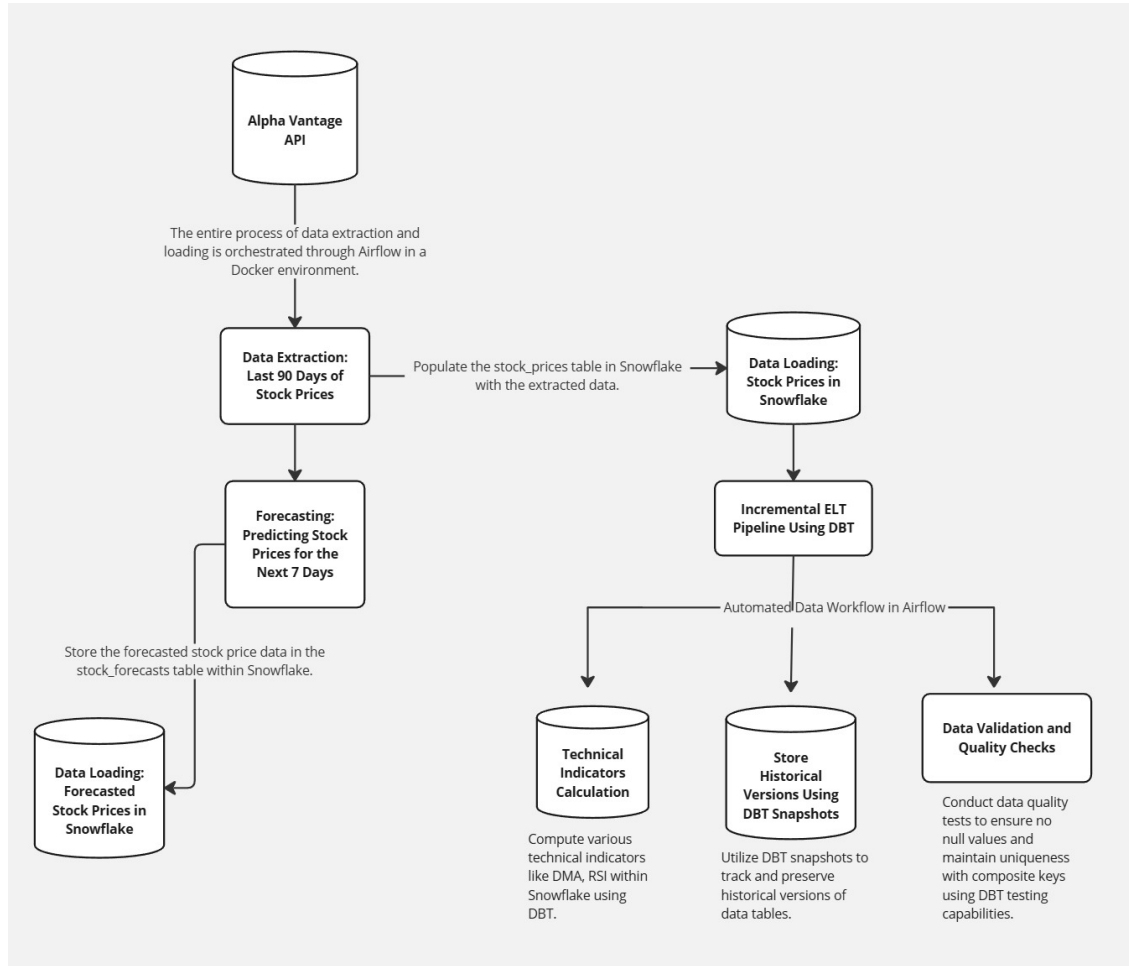 Alpha Vantage
API
The entire process of data extraction and
loading is orchestrated through Airflow in a
Docker environment.
Data Extraction:
Last 90 Days of
Stock Prices
Populate the stock_prices table in Snowflake
with the extracted data.
Data Loading:
Stock Prices in
Snowflake
Forecasting:
Predicting Stock
Prices for the
Next 7 Days
Incremental ELT
Pipeline Using DBT
Automated Data Workflow in Airflow
Store the forecasted stock price data in the
stock_forecasts table within Snowflake.
Data Loading:
Forecasted
Stock Prices in
Snowflake
Technical
Indicators
Calculation
Compute various
technical indicators
like DMA, RSI within
Snowflake using
DBT.
Store
Historical
Versions Using
DBT Snapshots
Utilize DBT snapshots to
track and preserve
historical versions of
data tables.
Data Validation and
Quality Checks
Conduct data quality
tests to ensure no
null values and
maintain uniqueness
with composite keys
using DBT testing
capabilities.